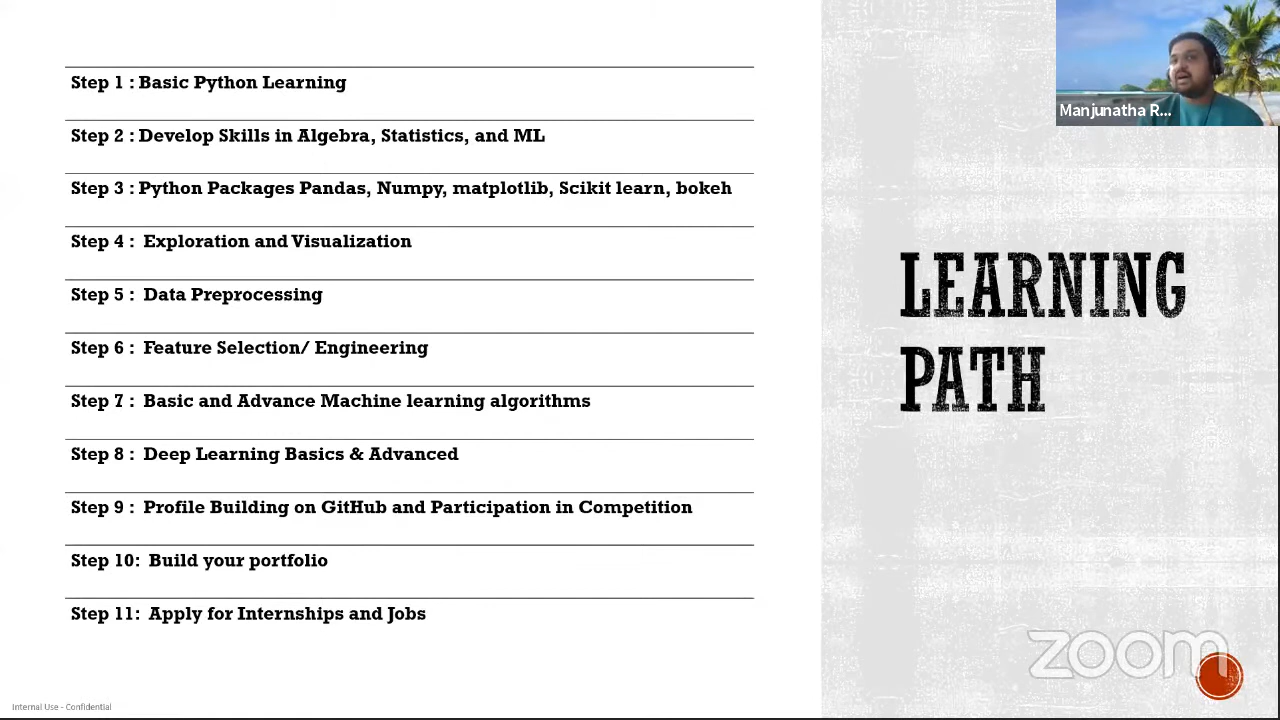 Step 1 : Basic Python Learning
Step 2 : Develop Skills in Algebra, Statistics, and ML
Step 3 : Python Packages Pandas, Numpy, matplotlib, Scikit learn, bokeh
Step 4 : Exploration and Visualization
Step 5 : Data Preprocessing
Step 6 : Feature Selection/ Engineering
Step 7 : Basic and Advance Machine learning algorithms
Step 8 : Deep Learning Basics & Advanced
Step 9 : Profile Building on GitHub and Participation in Competition
Step 10: Build your portfolio
Step 11: Apply for Internships and Jobs
LEARNING
PATH
Manjunatha R...
zoom
Internal Use - Confidential